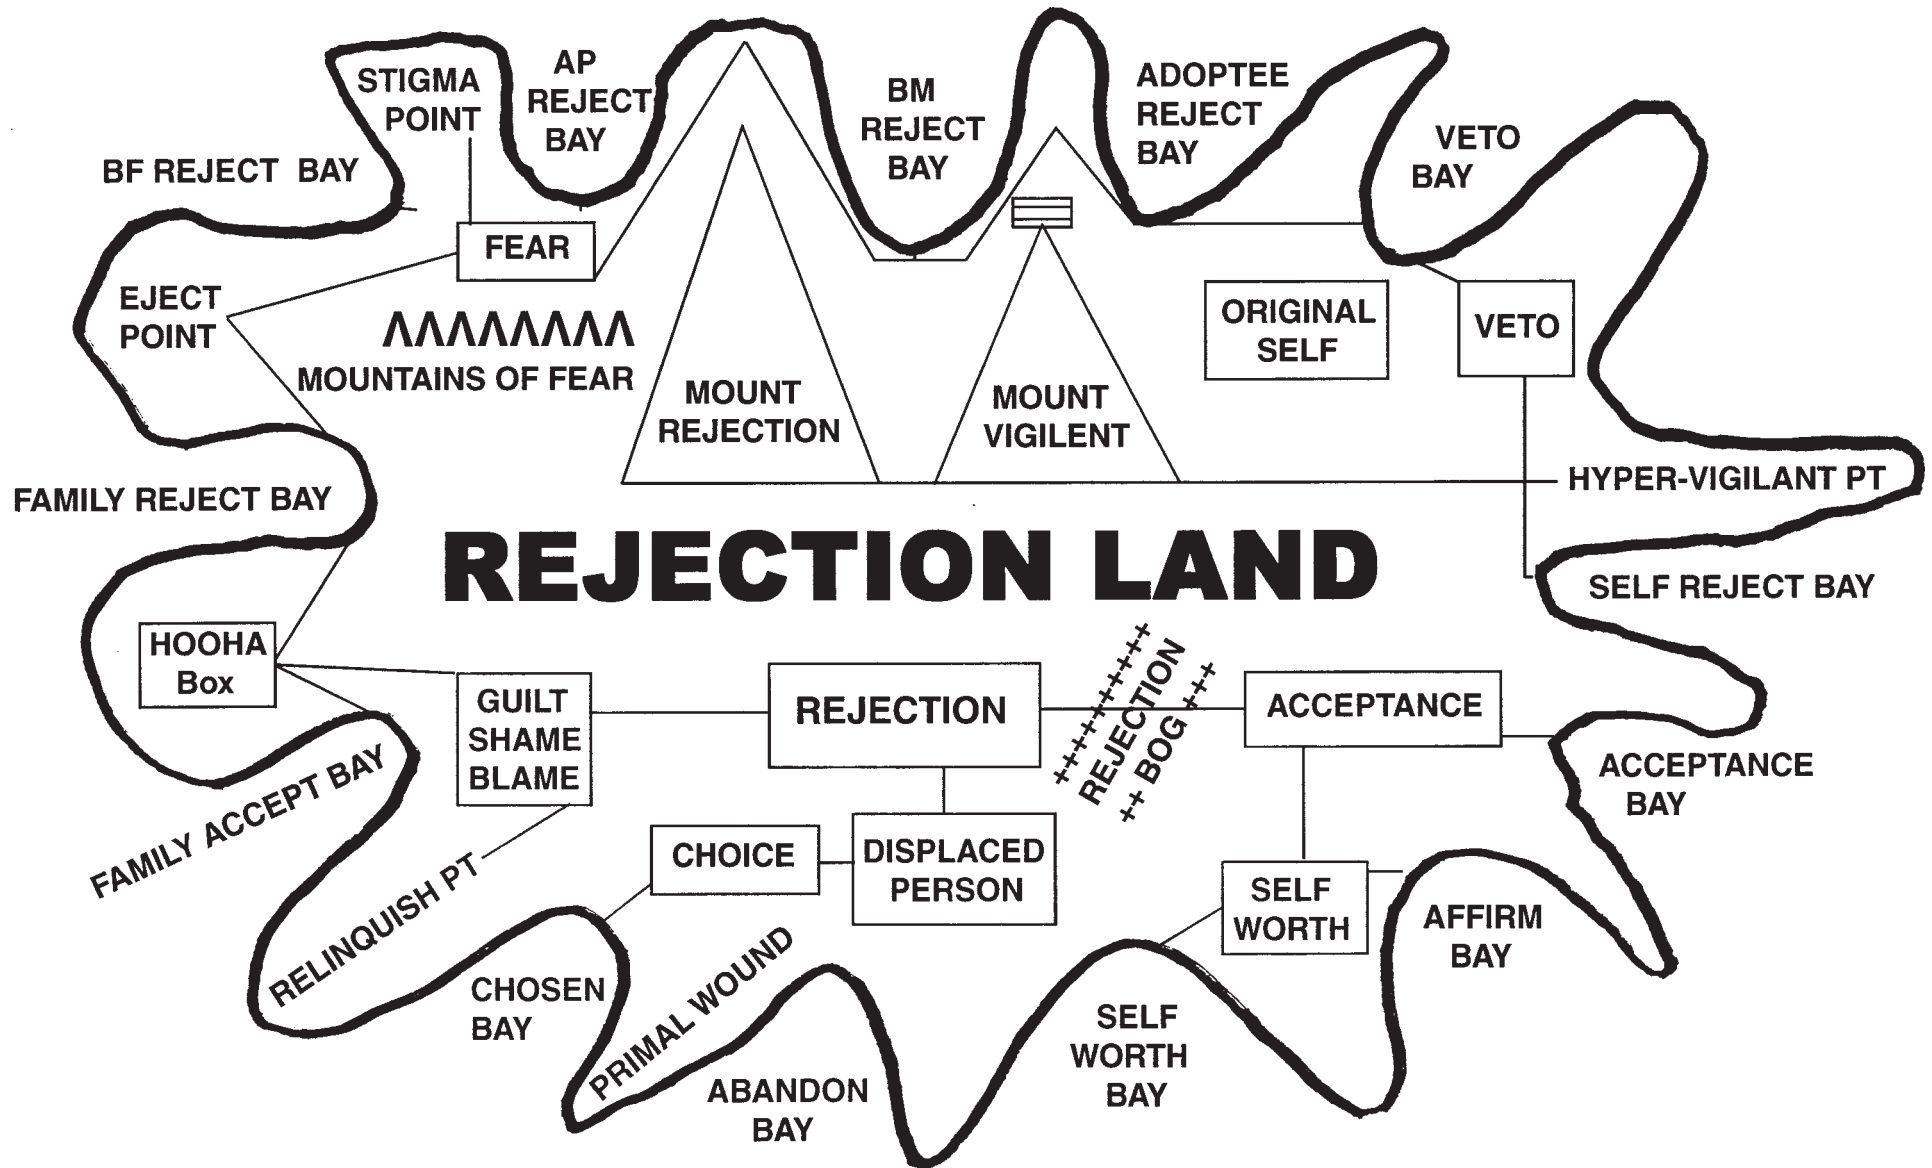 STIGMA
POINT
AP
REJECT
BAY
BM
REJECT
BAY
ADOPTEE
REJECT
BAY
VETO
BAY
BF REJECT BAY
FEAR
EJECT
POINT
ΛΛΛΛΛΛΛΛ
MOUNTAINS OF FEAR
MOUNT
REJECTION
MOUNT
VIGILENT
ORIGINAL
SELF
VETO
HYPER-VIGILANT PT
FAMILY REJECT BAY
REJECTION LAND
SELF REJECT BAY
HOOHA
Box
GUILT
SHAME
BLAME
REJECTION
++++++++++
REJECTION
++ BOG +++
ACCEPTANCE
ACCEPTANCE
BAY
FAMILY ACCEPT BAY
RELINQUISH PT
CHOICE
DISPLACED
PERSON
SELF
WORTH
AFFIRM
BAY
CHOSEN
BAY
PRIMAL WOUND
ABANDON
BAY
SELF
WORTH
BAY